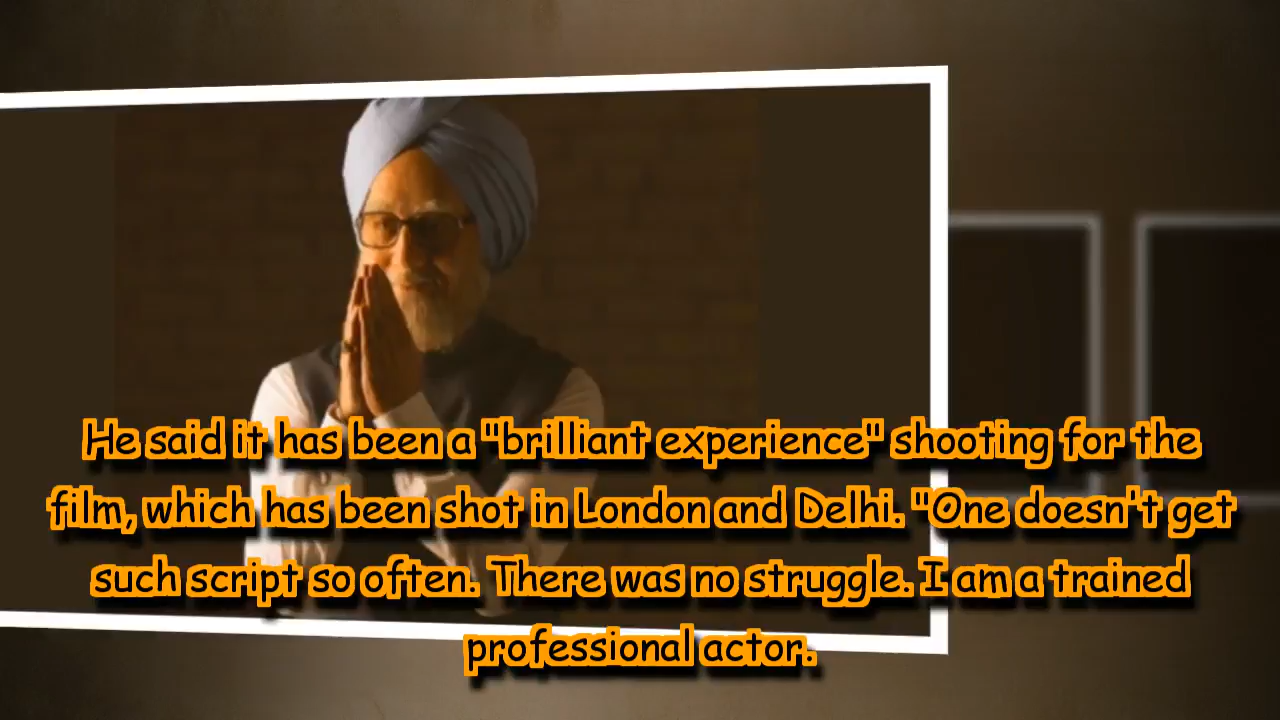 He said it has been a "brilliant experience" shooting for the
film, which has been shot in London and Delhi. "One doesn't get
such script so often. There was no struggle. I am a trained
professional actor.